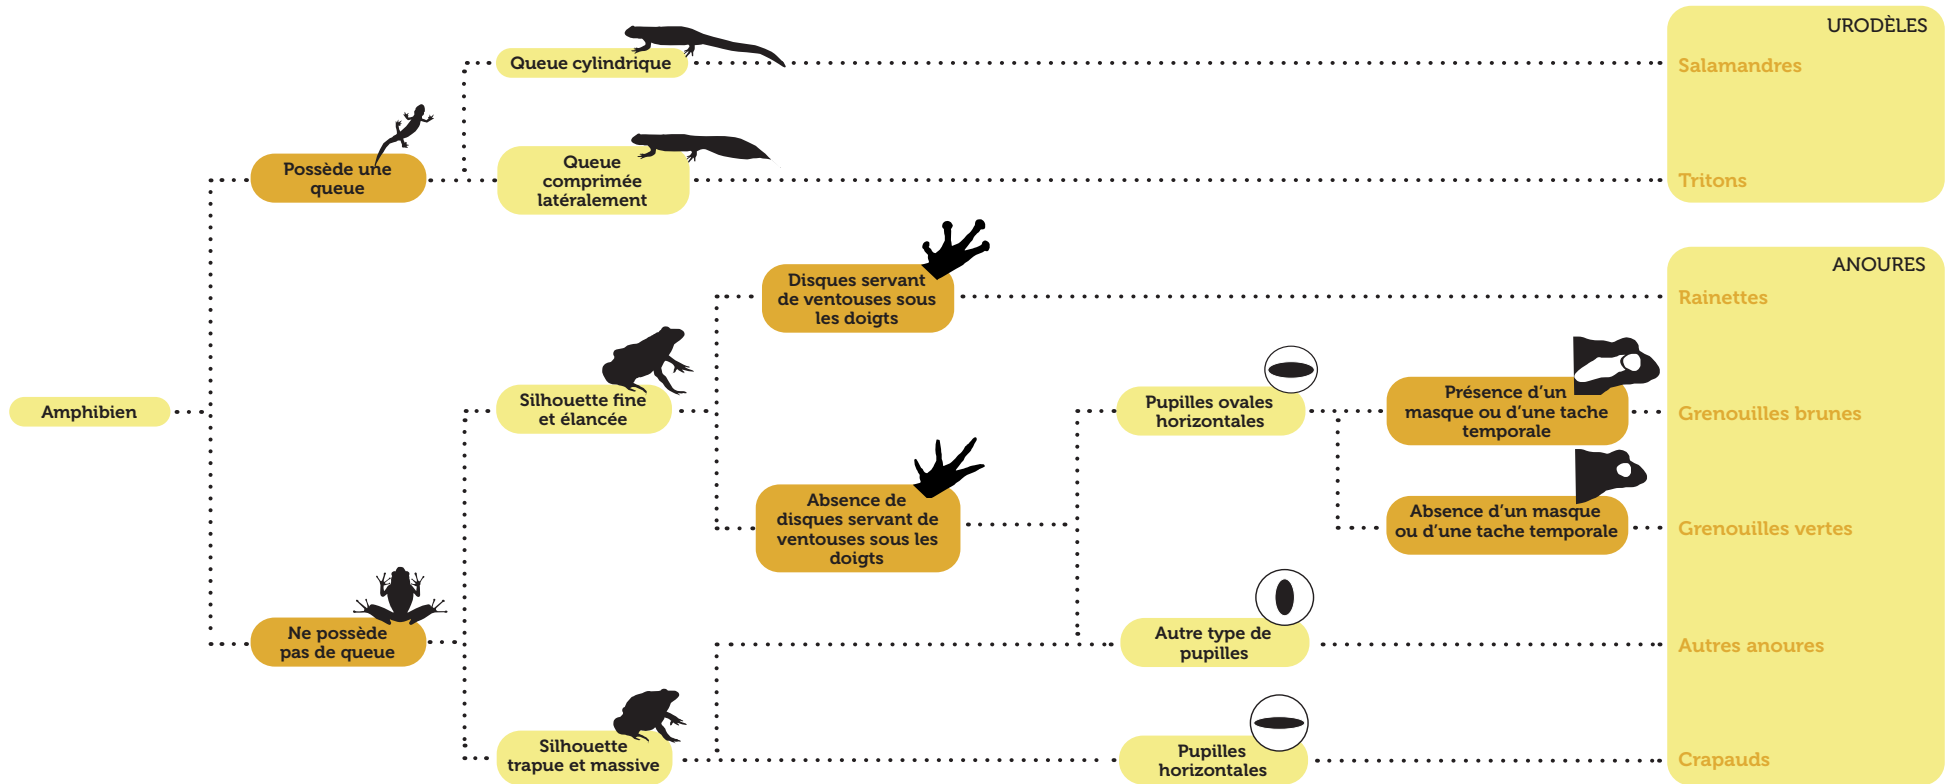 URODÈLES
Queue cylindrique
Salamandres
Possède une
queue
Queue
comprimée
latéralement
Tritons
ANOURES
Disques servant
de ventouses sous
les doigts
Rainettes
Amphibien
Silhouette fine
et élancée
Pupilles ovales
horizontales
Présence d’un
masque ou d’une tache
temporale
Grenouilles brunes
Absence de
disques servant de
ventouses sous les
doigts
Absence d’un masque
ou d’une tache temporale
Grenouilles vertes
Ne possède
pas de queue
Autre type de
pupilles
Autres anoures
Silhouette
trapue et massive
Pupilles
horizontales
Crapauds